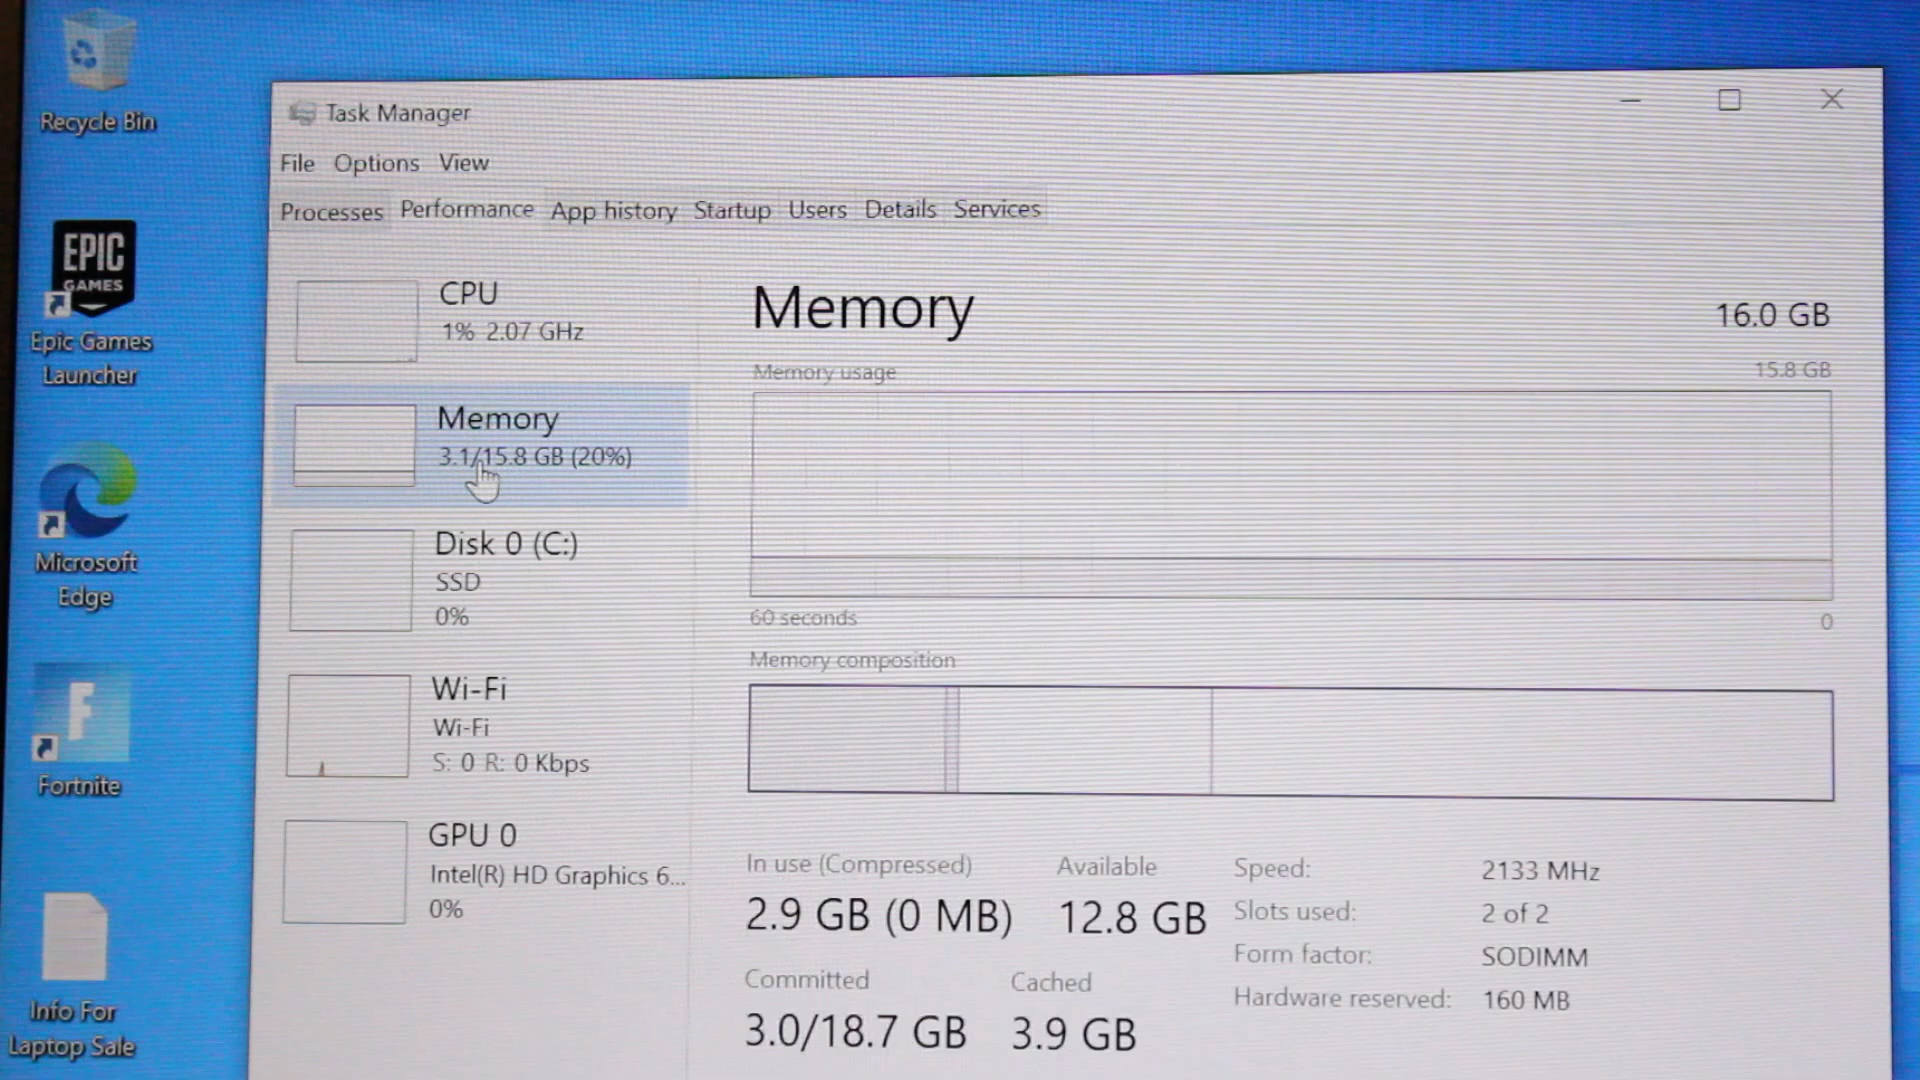 Recycle Bin
EPIC
GAMES
Epic Games
Launcher
Microsoft
Edge
F
Fortnite
Info For
Laptop Sale
Task Manager
File Options View
Processes Performance App history Startup Users Details Services
CPU
1% 2.07 GHz
Memory
3.1/15.8 GB (20%)
Disk 0 (C:)
SSD
0%
Wi-Fi
Wi-Fi
S: 0 R: 0 Kbps
GPU 0
Intel(R) HD Graphics 6...
0%
Memory 16.0 GB
Memory usage 15.8 GB
60 seconds 0
Memory composition
In use (Compressed) Available
2.9 GB (0 MB) 12.8 GB
Committed Cached
3.0/18.7 GB 3.9 GB
Speed: 2133 MHz
Slots used: 2 of 2
Form factor: SODIMM
Hardware reserved: 160 MB